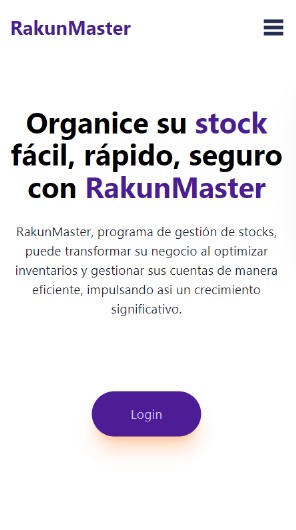 RakunMaster
Organice su stock
fácil, rápido, seguro
con RakunMaster
RakunMaster, programa de gestión de stocks,
puede transformar su negocio al optimizar
inventarios y gestionar sus cuentas de manera
eficiente, impulsando asi un crecimiento
significativo.
Login